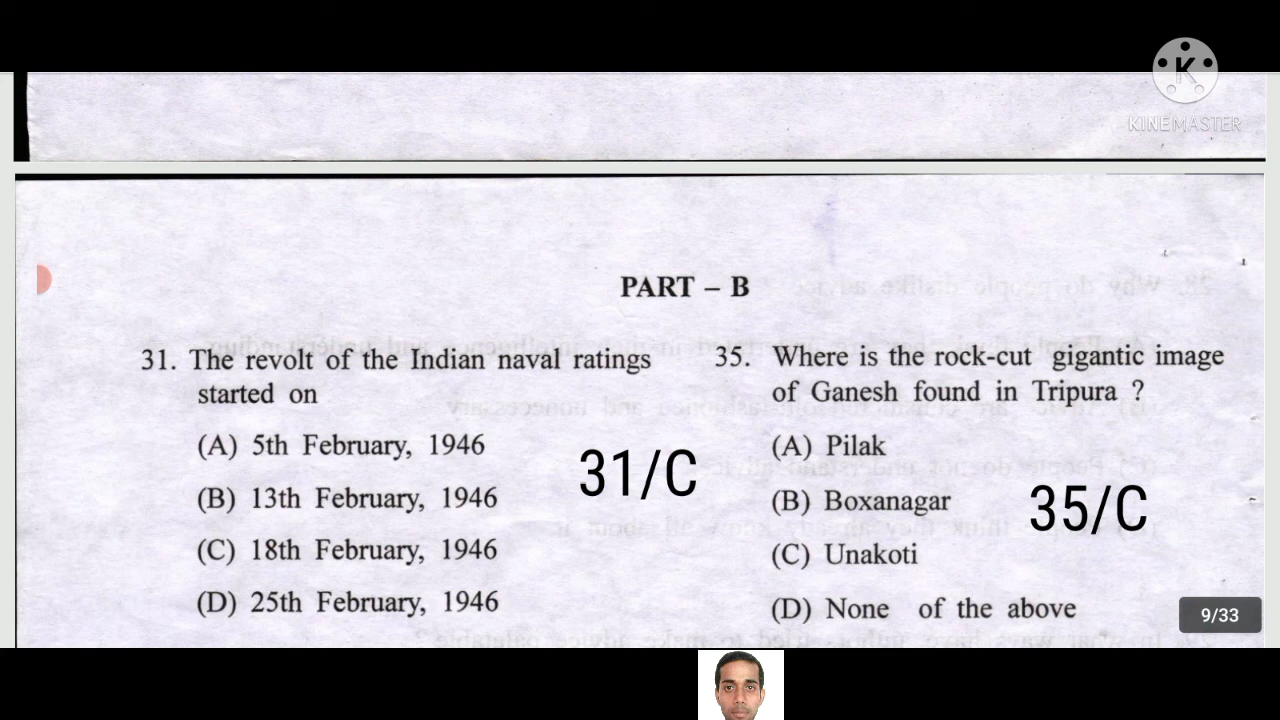 KINEMASTER
PART – B
31. The revolt of the Indian naval ratings
started on
(A) 5th February, 1946
(B) 13th February, 1946
(C) 18th February, 1946
(D) 25th February, 1946
31/C
35. Where is the rock-cut gigantic image
of Ganesh found in Tripura ?
(A) Pilak
(B) Boxanagar
(C) Unakoti
(D) None of the above
35/C
9/33